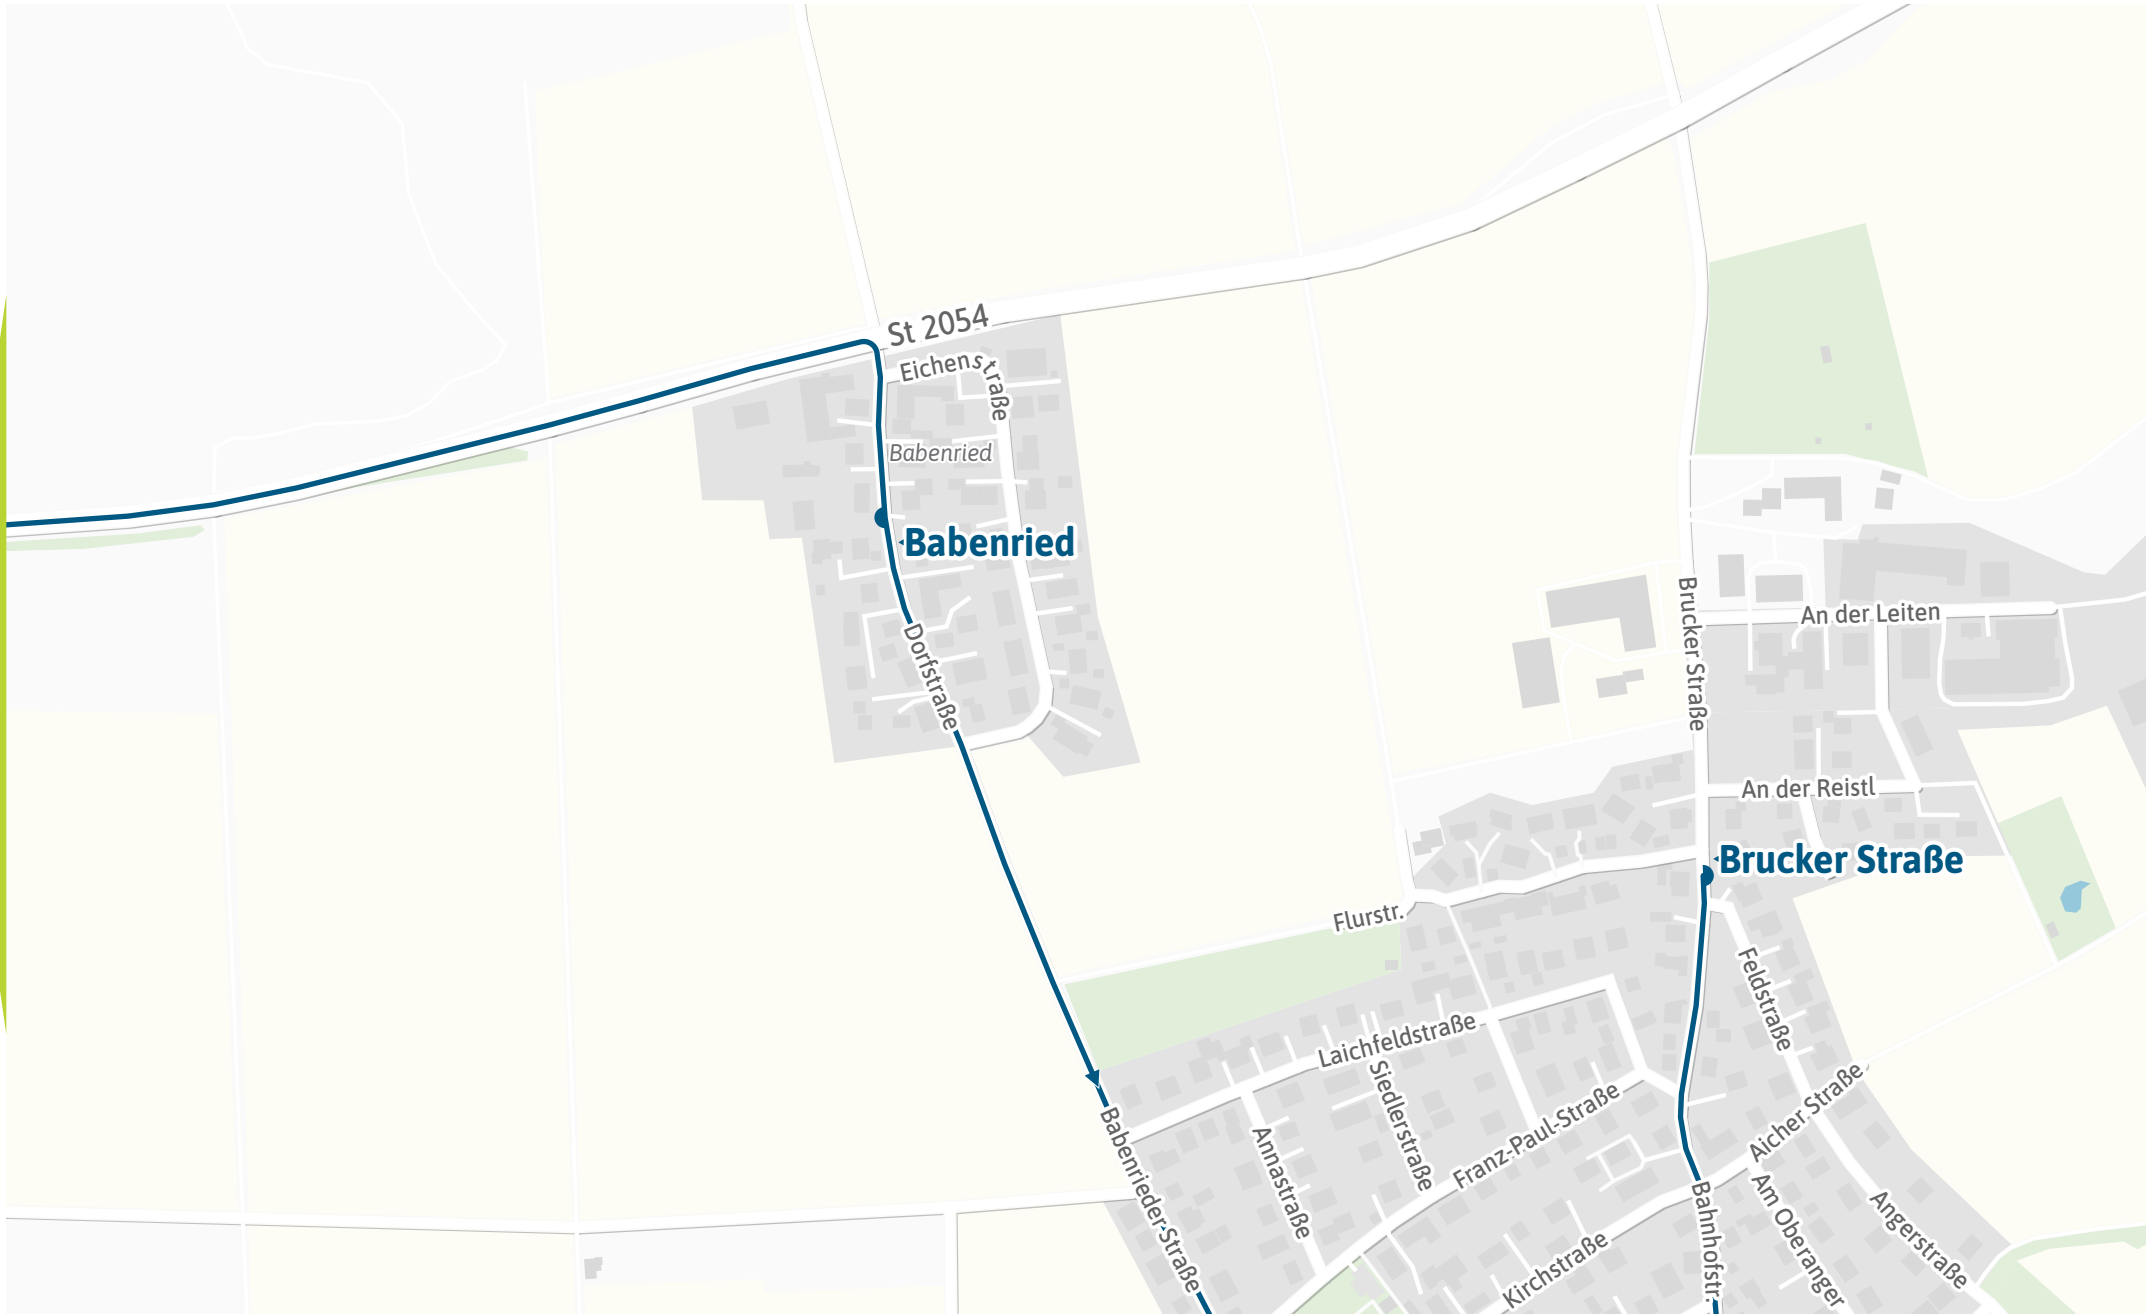 St 2054
Eichenstraße
Babenried
Babenried
Dorfstraße
Brucker Straße
An der Leiten
An der Reistl
Brucker Straße
Flurstr.
Feldstraße
Laichfeldstraße
Siedlerstraße
Franz-Paul-Straße
Aicher Straße
Babenrieder Straße
Annastraße
Am Oberanger
Angerstraße
Bahnhofstr.
Kirchstraße